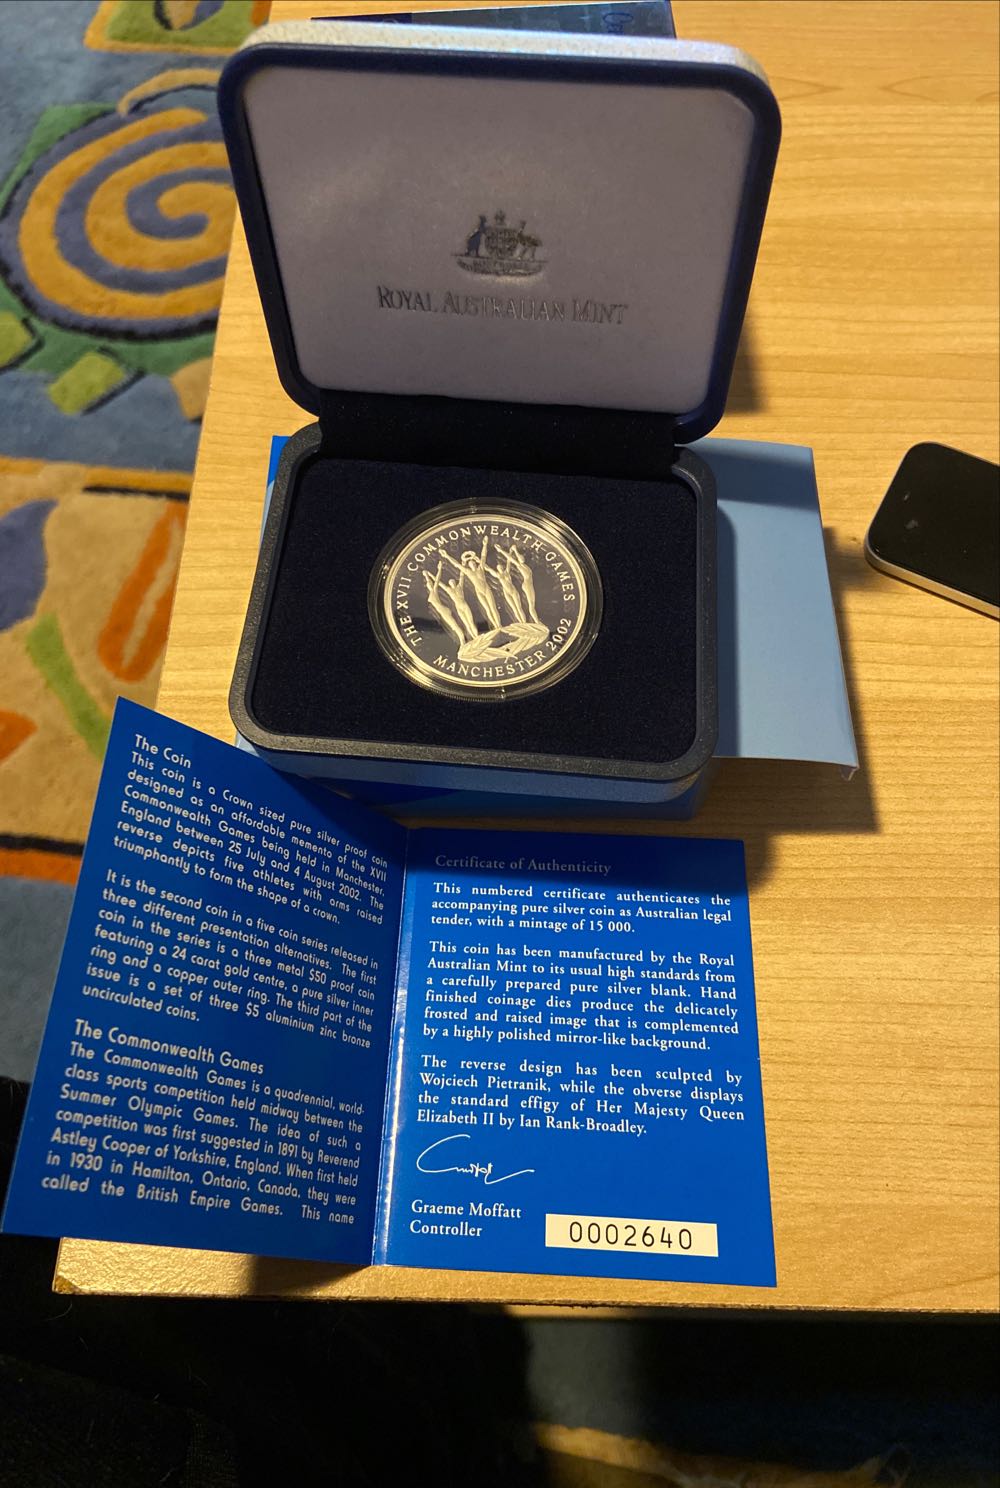 ROYAL AUSTRALIAN MINT
THE XVII COMMONWEALTH GAMES
MANCHESTER 2002
The Coin
This coin is a Crown sized pure silver proof coin
designed as an affordable memento of the XVII
Commonwealth Games being held in Manchester,
England between 25 July and 4 August 2002. The
reverse depicts five athletes with arms raised
triumphantly to form the shape of a crown.
It is the second coin in a five coin series released in
three different presentation alternatives. The first
coin in the series is a three metal $50 proof coin
featuring a 24 carat gold centre, a pure silver inner
ring and a copper outer ring. The third part of the
issue is a set of three $5 aluminium zinc bronze
uncirculated coins.
The Commonwealth Games
The Commonwealth Games is a quadrennial, world-
class sports competition held midway between the
Summer Olympic Games. The idea of such a
competition was first suggested in 1891 by Reverend
Astley Cooper of Yorkshire, England. When first held
in 1930 in Hamilton, Ontario, Canada, they were
called the British Empire Games. This name
Certificate of Authenticity
This numbered certificate authenticates the
accompanying pure silver coin as Australian legal
tender, with a mintage of 15 000.
This coin has been manufactured by the Royal
Australian Mint to its usual high standards from
a carefully prepared pure silver blank. Hand
finished coinage dies produce the delicately
frosted and raised image that is complemented
by a highly polished mirror-like background.
The reverse design has been sculpted by
Wojciech Pietranik, while the obverse displays
the standard effigy of Her Majesty Queen
Elizabeth II by Ian Rank-Broadley.
Graeme Moffatt
Controller
0002640